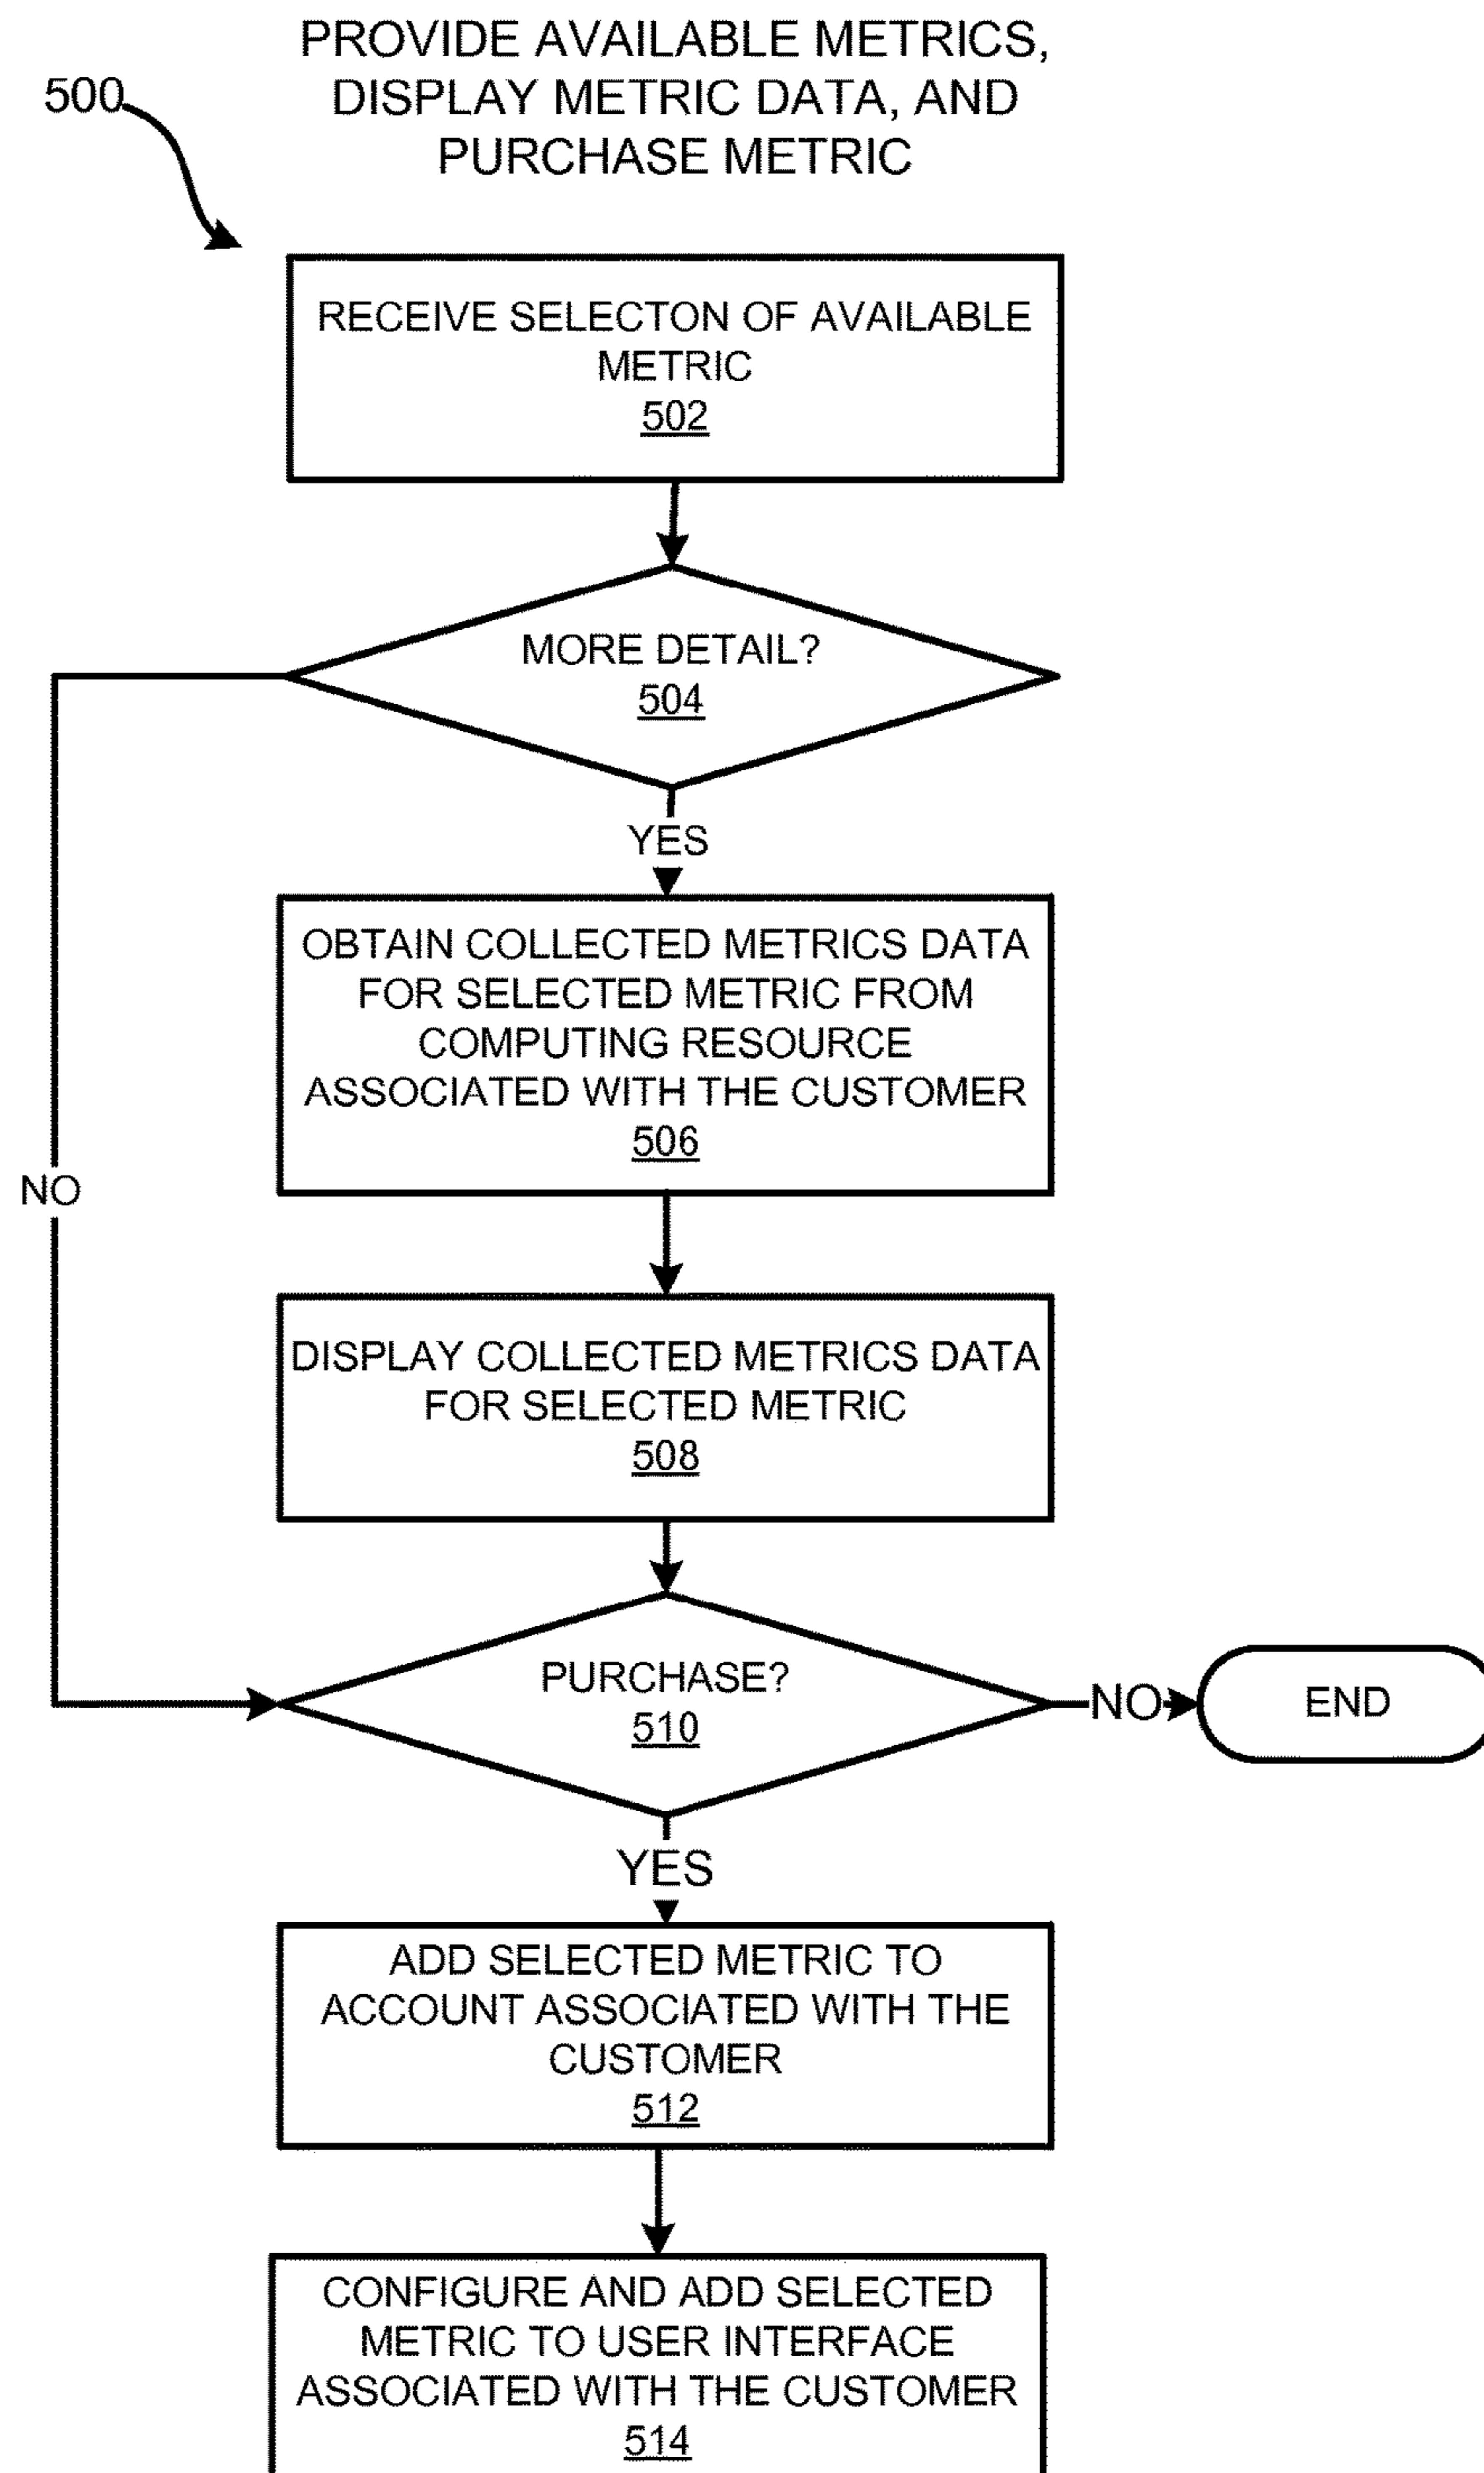 PROVIDE AVAILABLE METRICS,
DISPLAY METRIC DATA, AND
PURCHASE METRIC
500
RECEIVE SELECTON OF AVAILABLE
METRIC
502
MORE DETAIL?
504
YES
OBTAIN COLLECTED METRICS DATA
FOR SELECTED METRIC FROM
COMPUTING RESOURCE
ASSOCIATED WITH THE CUSTOMER
506
NO
DISPLAY COLLECTED METRICS DATA
FOR SELECTED METRIC
508
PURCHASE?
510
NO
END
YES
ADD SELECTED METRIC TO
ACCOUNT ASSOCIATED WITH THE
CUSTOMER
512
CONFIGURE AND ADD SELECTED
METRIC TO USER INTERFACE
ASSOCIATED WITH THE CUSTOMER
514